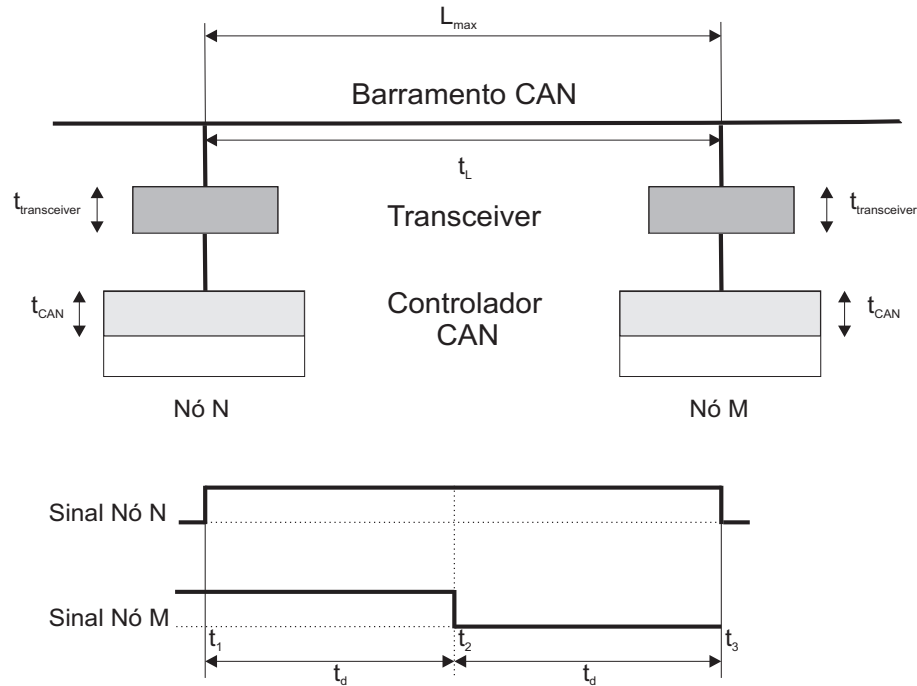 Lmax
Barramento CAN
tL
ttransceiver
Transceiver
ttransceiver
tCAN
Controlador
CAN
tCAN
Nó N
Nó M
Sinal Nó N
Sinal Nó M
t1
t2
t3
td
td